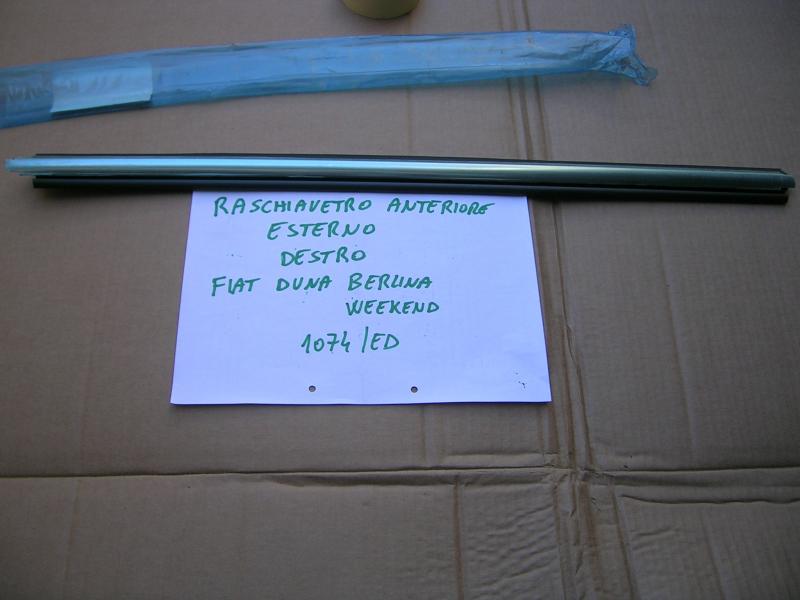 RASCHIAVETRO ANTERIORE
ESTERNO
DESTRO
FIAT DUNA BERLINA
WEEKEND
1074/ED